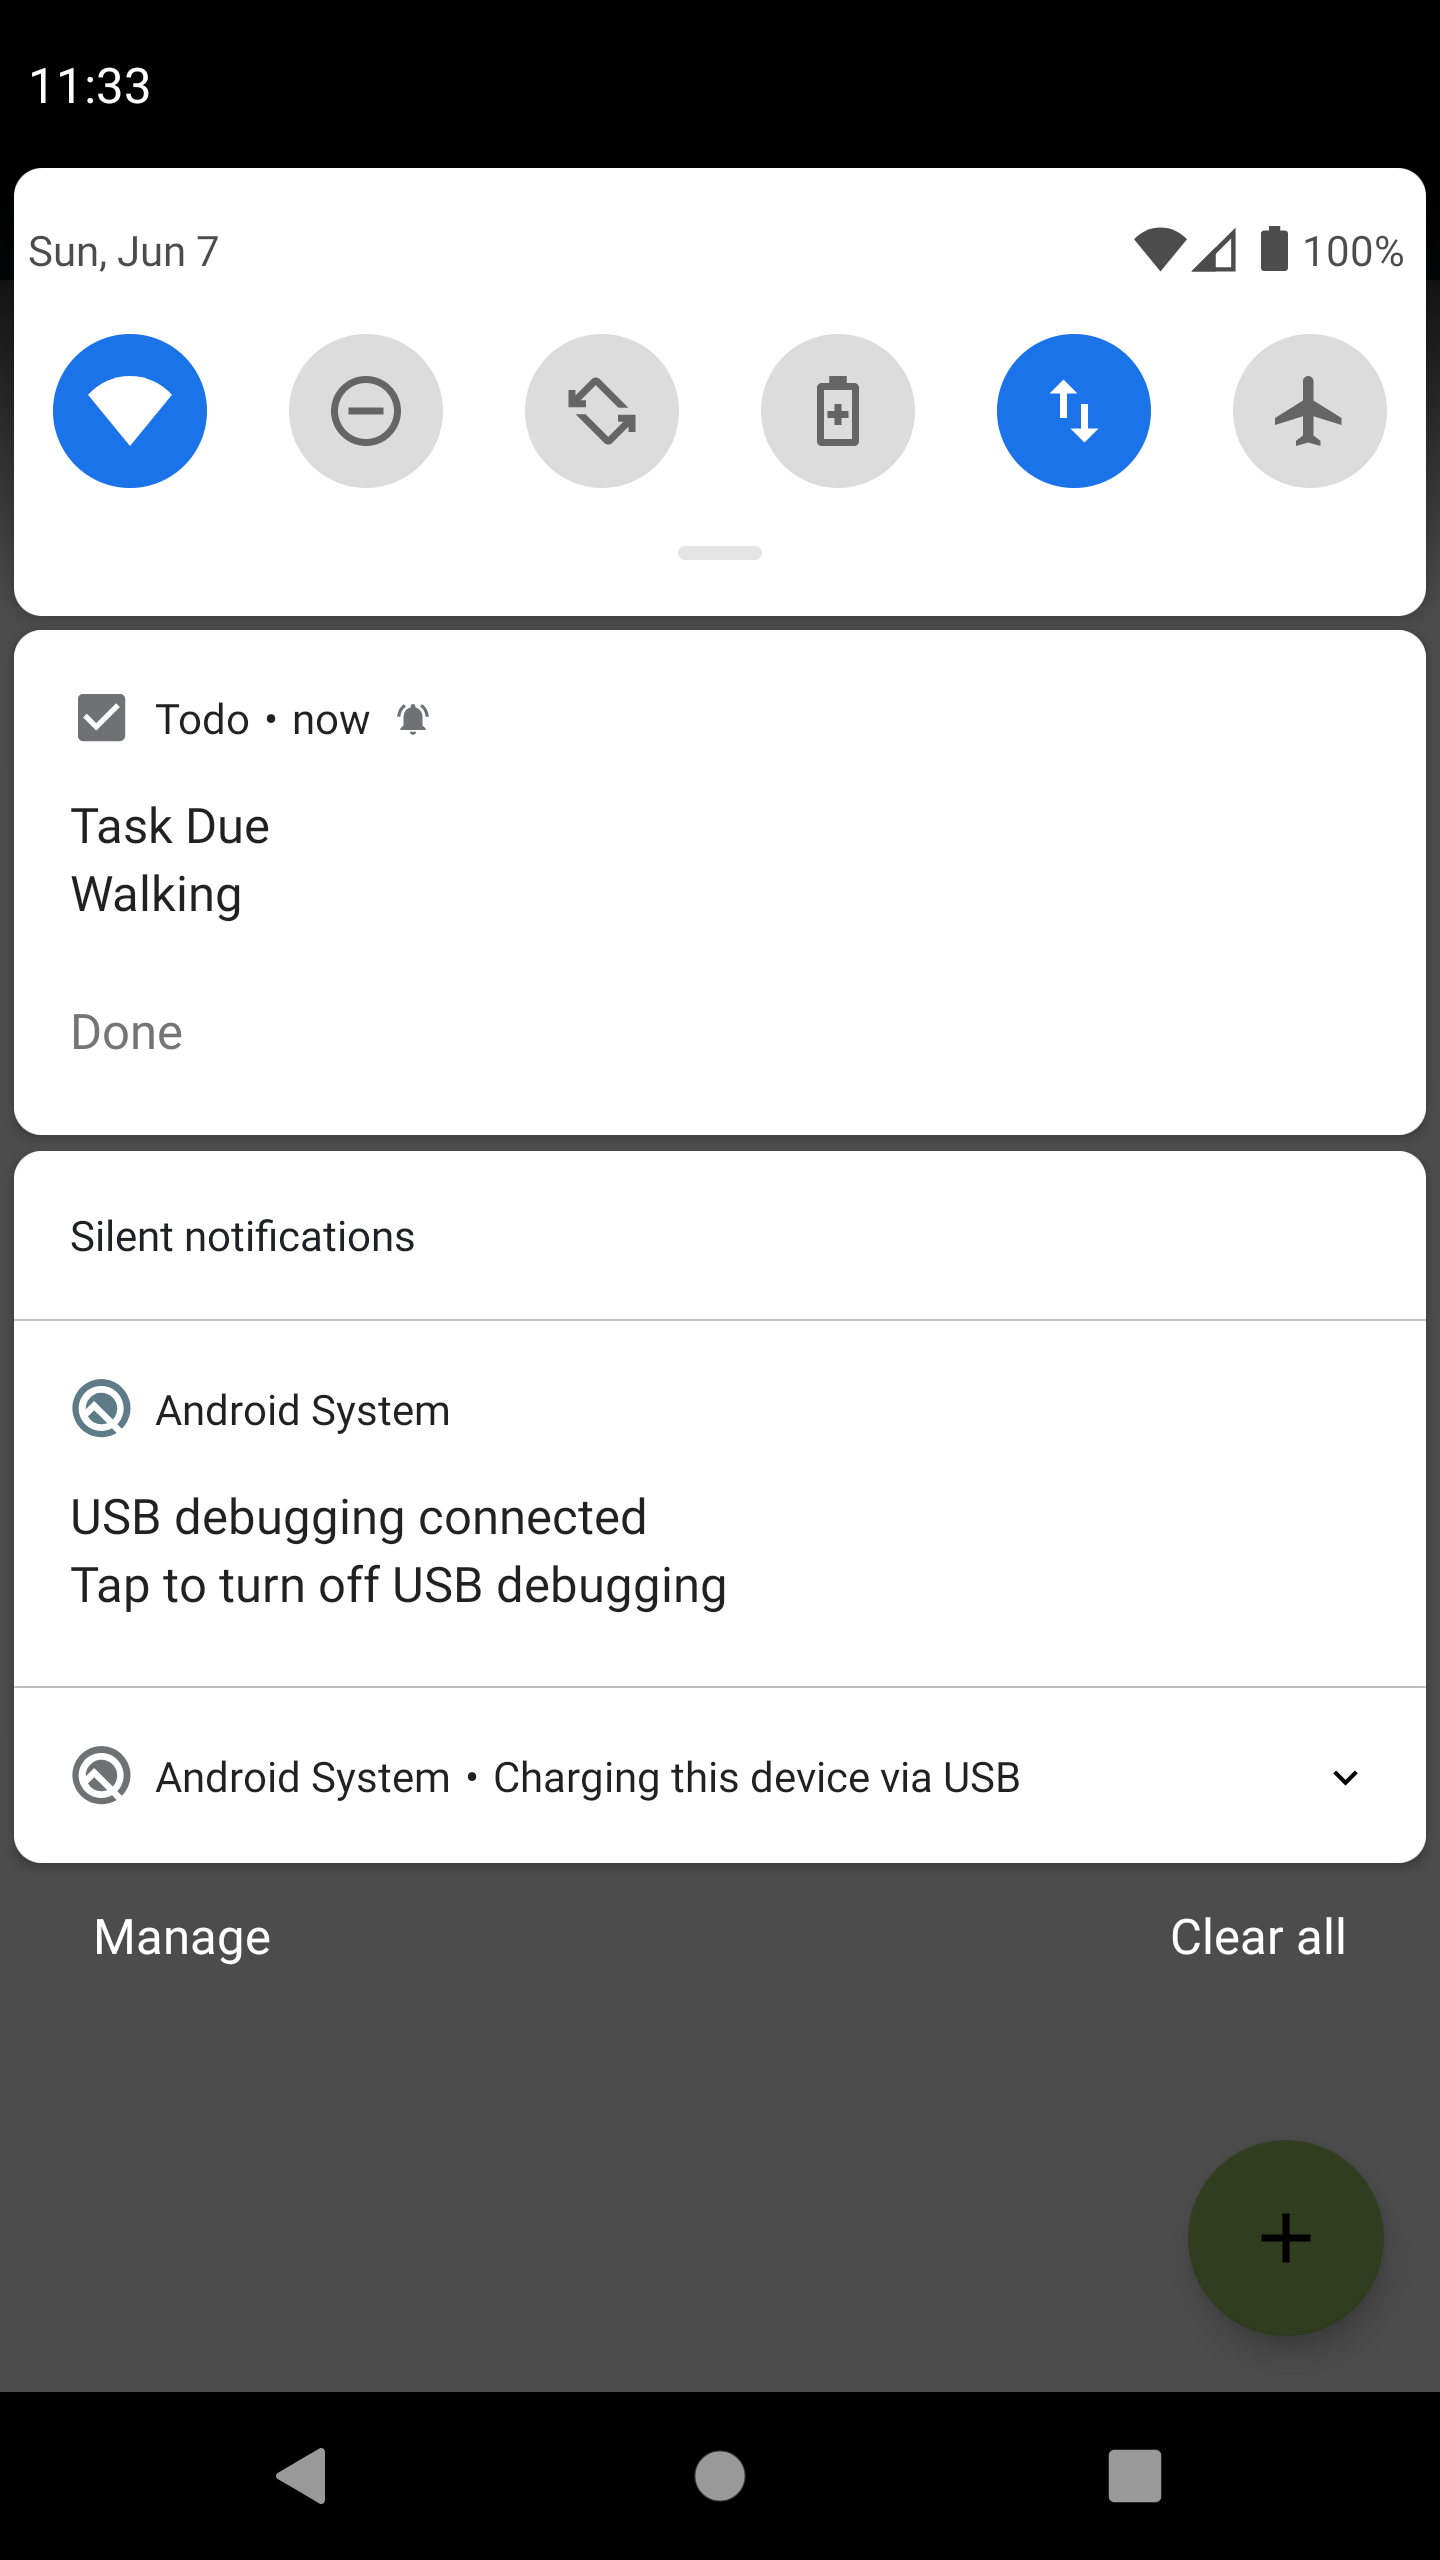 11:33
Sun, Jun 7
100%
Todo • now
Task Due
Walking
Done
Silent notifications
Android System
USB debugging connected
Tap to turn off USB debugging
Android System • Charging this device via USB
Manage
Clear all